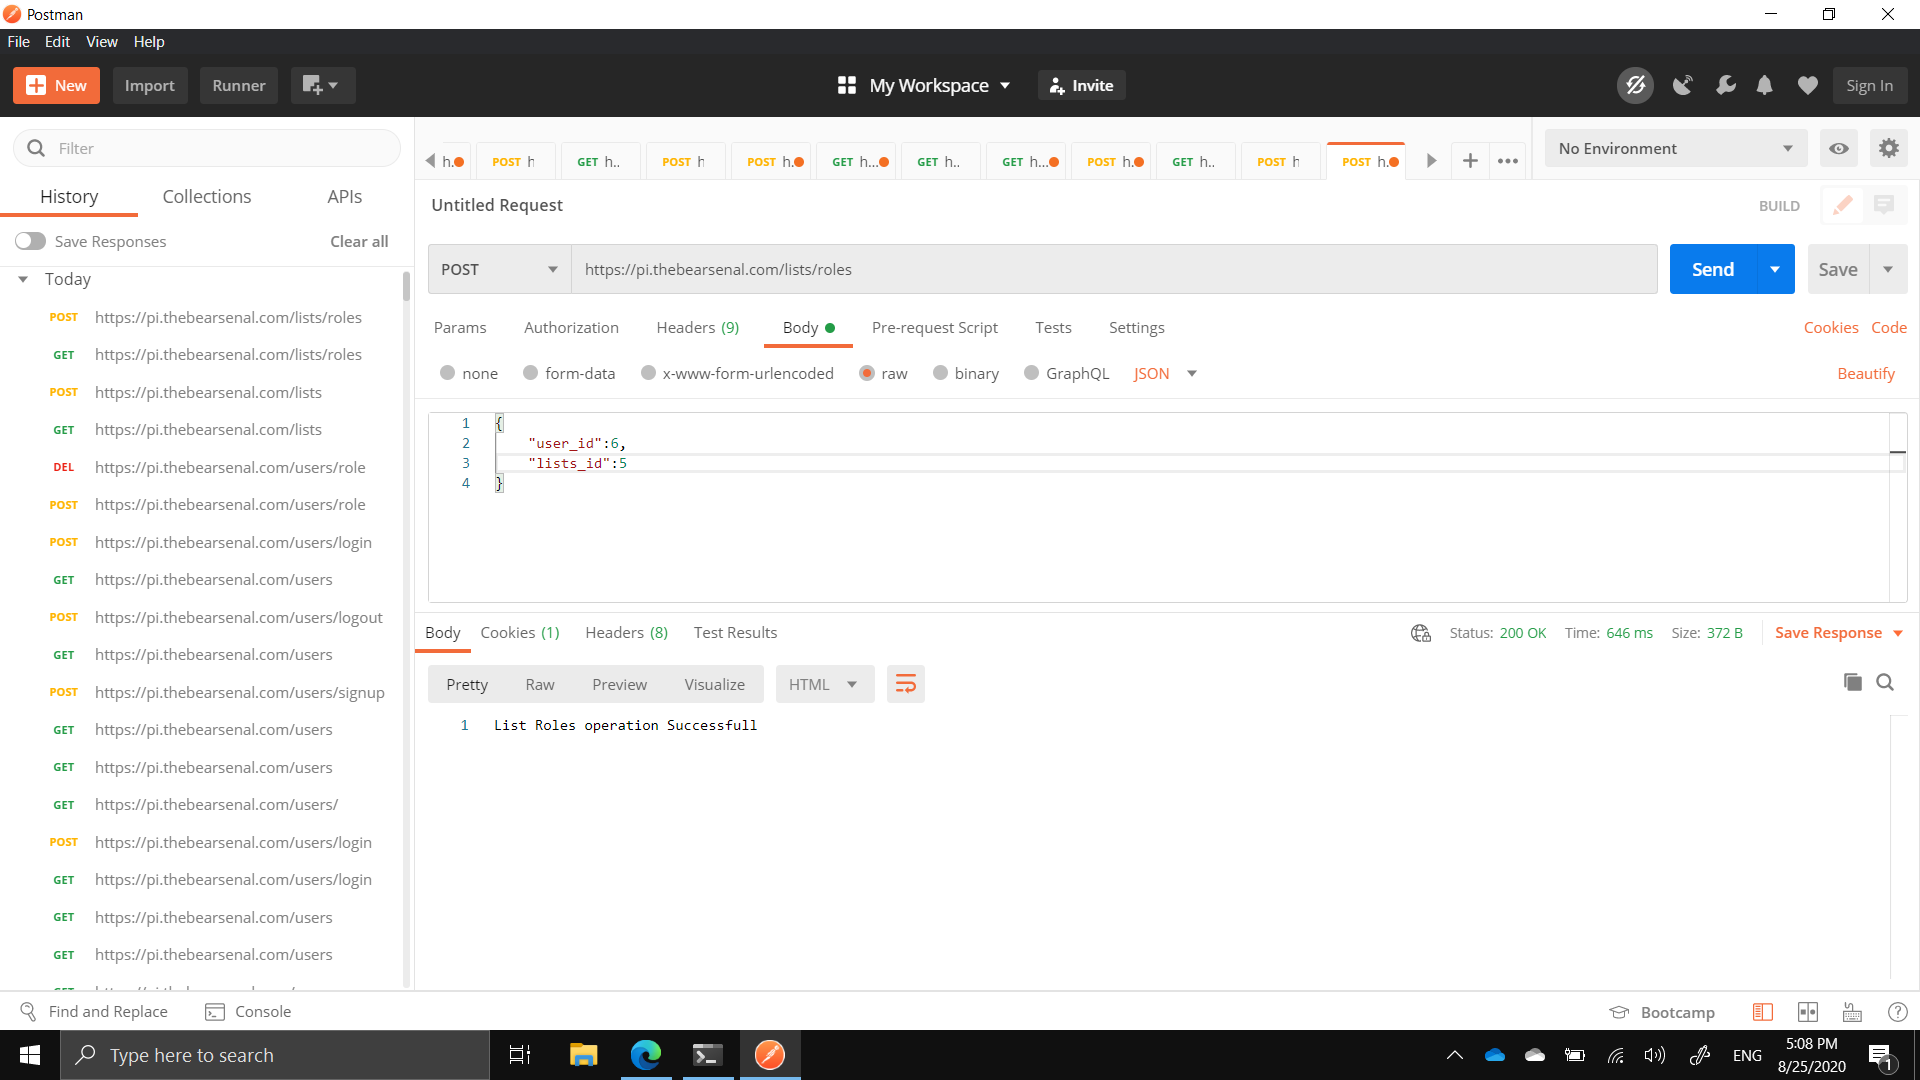 Postman
File Edit View Help
New Import Runner My Workspace Invite Sign In
Filter
History Collections APIs
Save Responses Clear all
Today
POST https://pi.thebearsenal.com/lists/roles
GET https://pi.thebearsenal.com/lists/roles
POST https://pi.thebearsenal.com/lists
GET https://pi.thebearsenal.com/lists
DEL https://pi.thebearsenal.com/users/role
POST https://pi.thebearsenal.com/users/role
POST https://pi.thebearsenal.com/users/login
GET https://pi.thebearsenal.com/users
POST https://pi.thebearsenal.com/users/logout
GET https://pi.thebearsenal.com/users
POST https://pi.thebearsenal.com/users/signup
GET https://pi.thebearsenal.com/users
GET https://pi.thebearsenal.com/users
GET https://pi.thebearsenal.com/users/
POST https://pi.thebearsenal.com/users/login
GET https://pi.thebearsenal.com/users/login
GET https://pi.thebearsenal.com/users
GET https://pi.thebearsenal.com/users
h. POST h GET h.. POST h POST h. GET h... GET h.. GET h... POST h. GET h.. POST h POST h.
No Environment
Untitled Request BUILD
POST https://pi.thebearsenal.com/lists/roles Send Save
Params Authorization Headers (9) Body Pre-request Script Tests Settings Cookies Code
none form-data x-www-form-urlencoded raw binary GraphQL JSON Beautify
1 {
2 "user_id":6,
3 "lists_id":5
4 }
Body Cookies (1) Headers (8) Test Results Status: 200 OK Time: 646 ms Size: 372 B Save Response
Pretty Raw Preview Visualize HTML
1 List Roles operation Successfull
Find and Replace Console Bootcamp
Type here to search
ENG
5:08 PM
8/25/2020
1